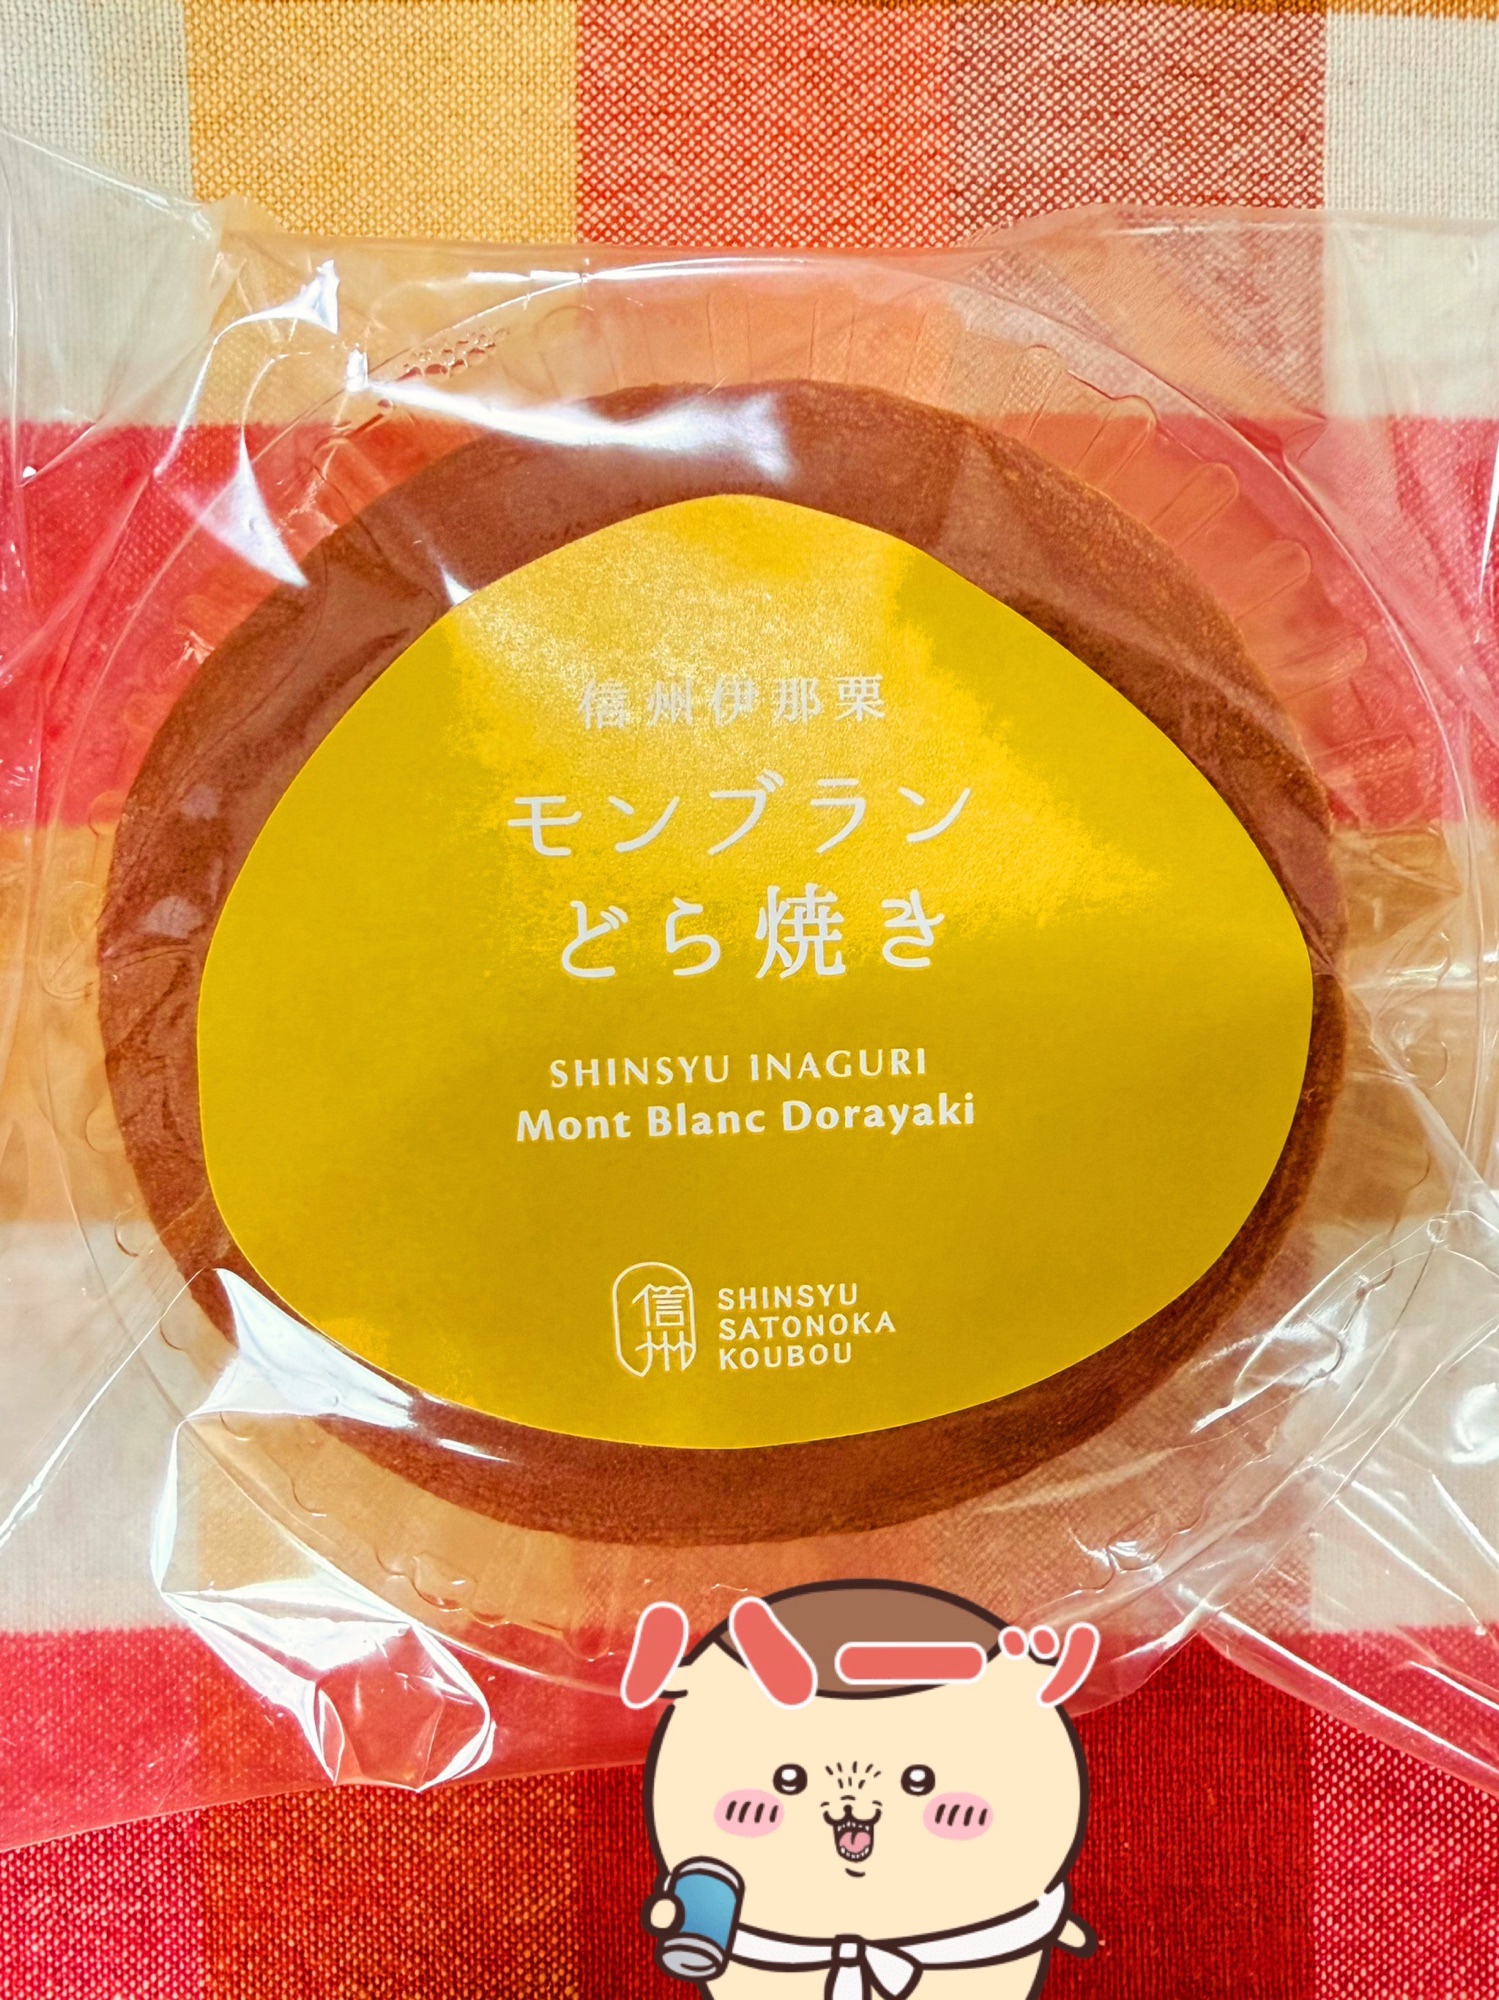 信州伊那栗
モンブラン
どら焼き
SHINSYU INAGURI
Mont Blanc Dorayaki
信州
SHINSYU
SATONOKA
KOUBOU
ハーッ